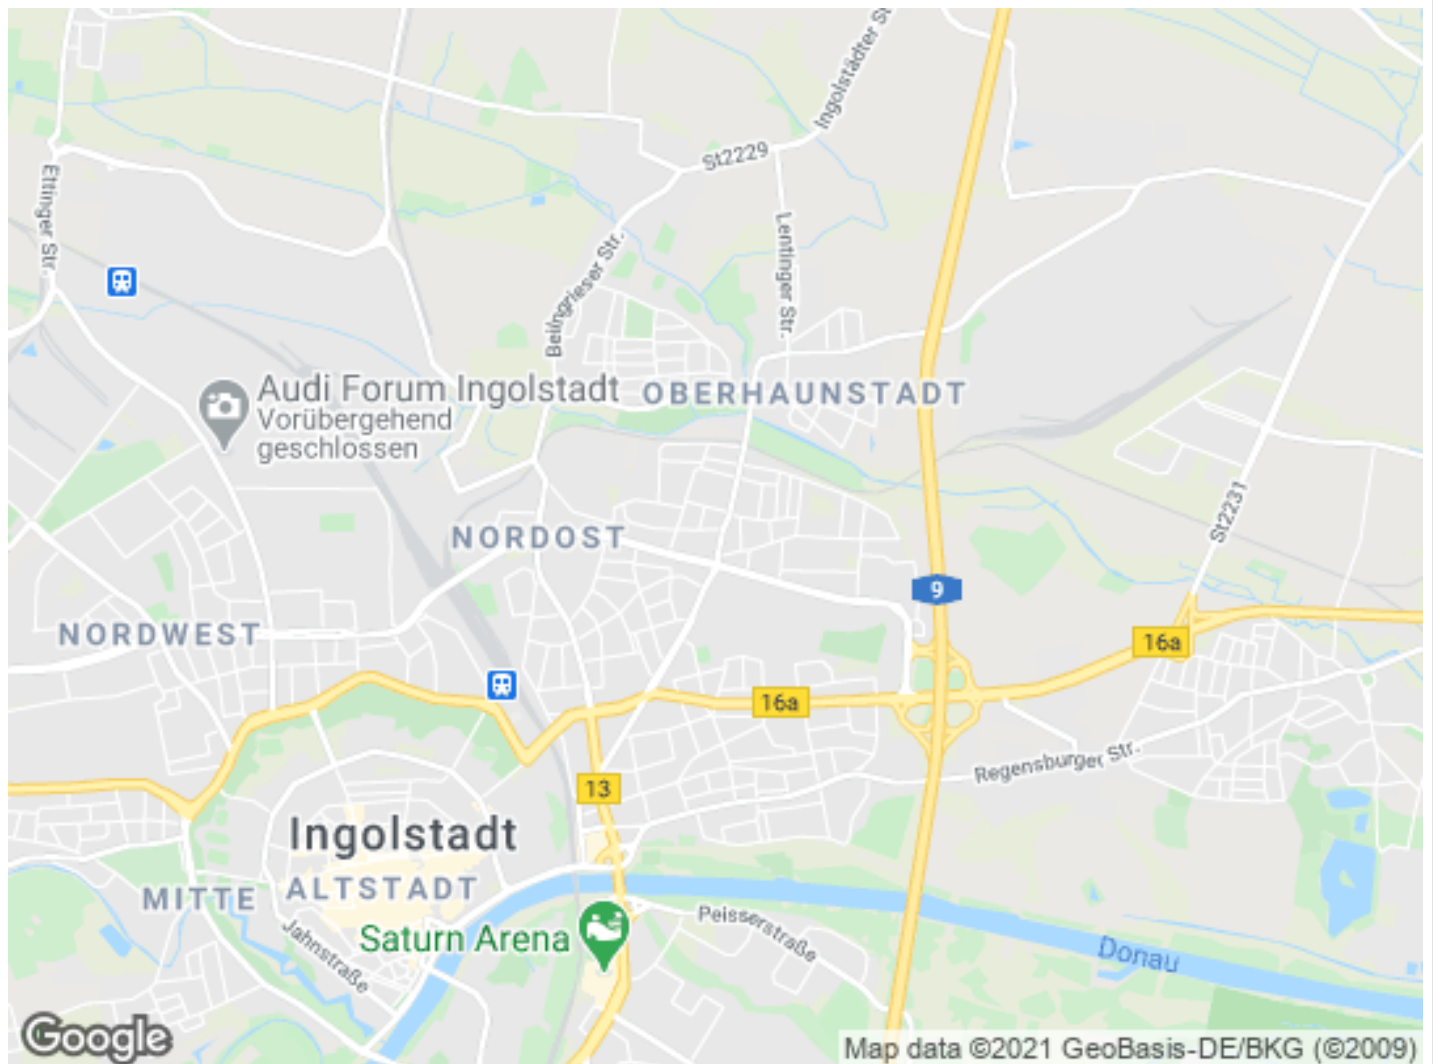 Ingolstädter St
St2229
Ettinger Str.
Lentinger Str.
Beilngrieser Str.
Audi Forum Ingolstadt
Vorübergehend
geschlossen
OBERHAUNSTADT
St2231
NORDOST
9
NORDWEST
16a
16a
Regensburger Str.
13
Ingolstadt
MITTE
ALTSTADT
Jahnstraße
Saturn Arena
Peisserstraße
Donau
Google
Map data ©2021 GeoBasis-DE/BKG (©2009)